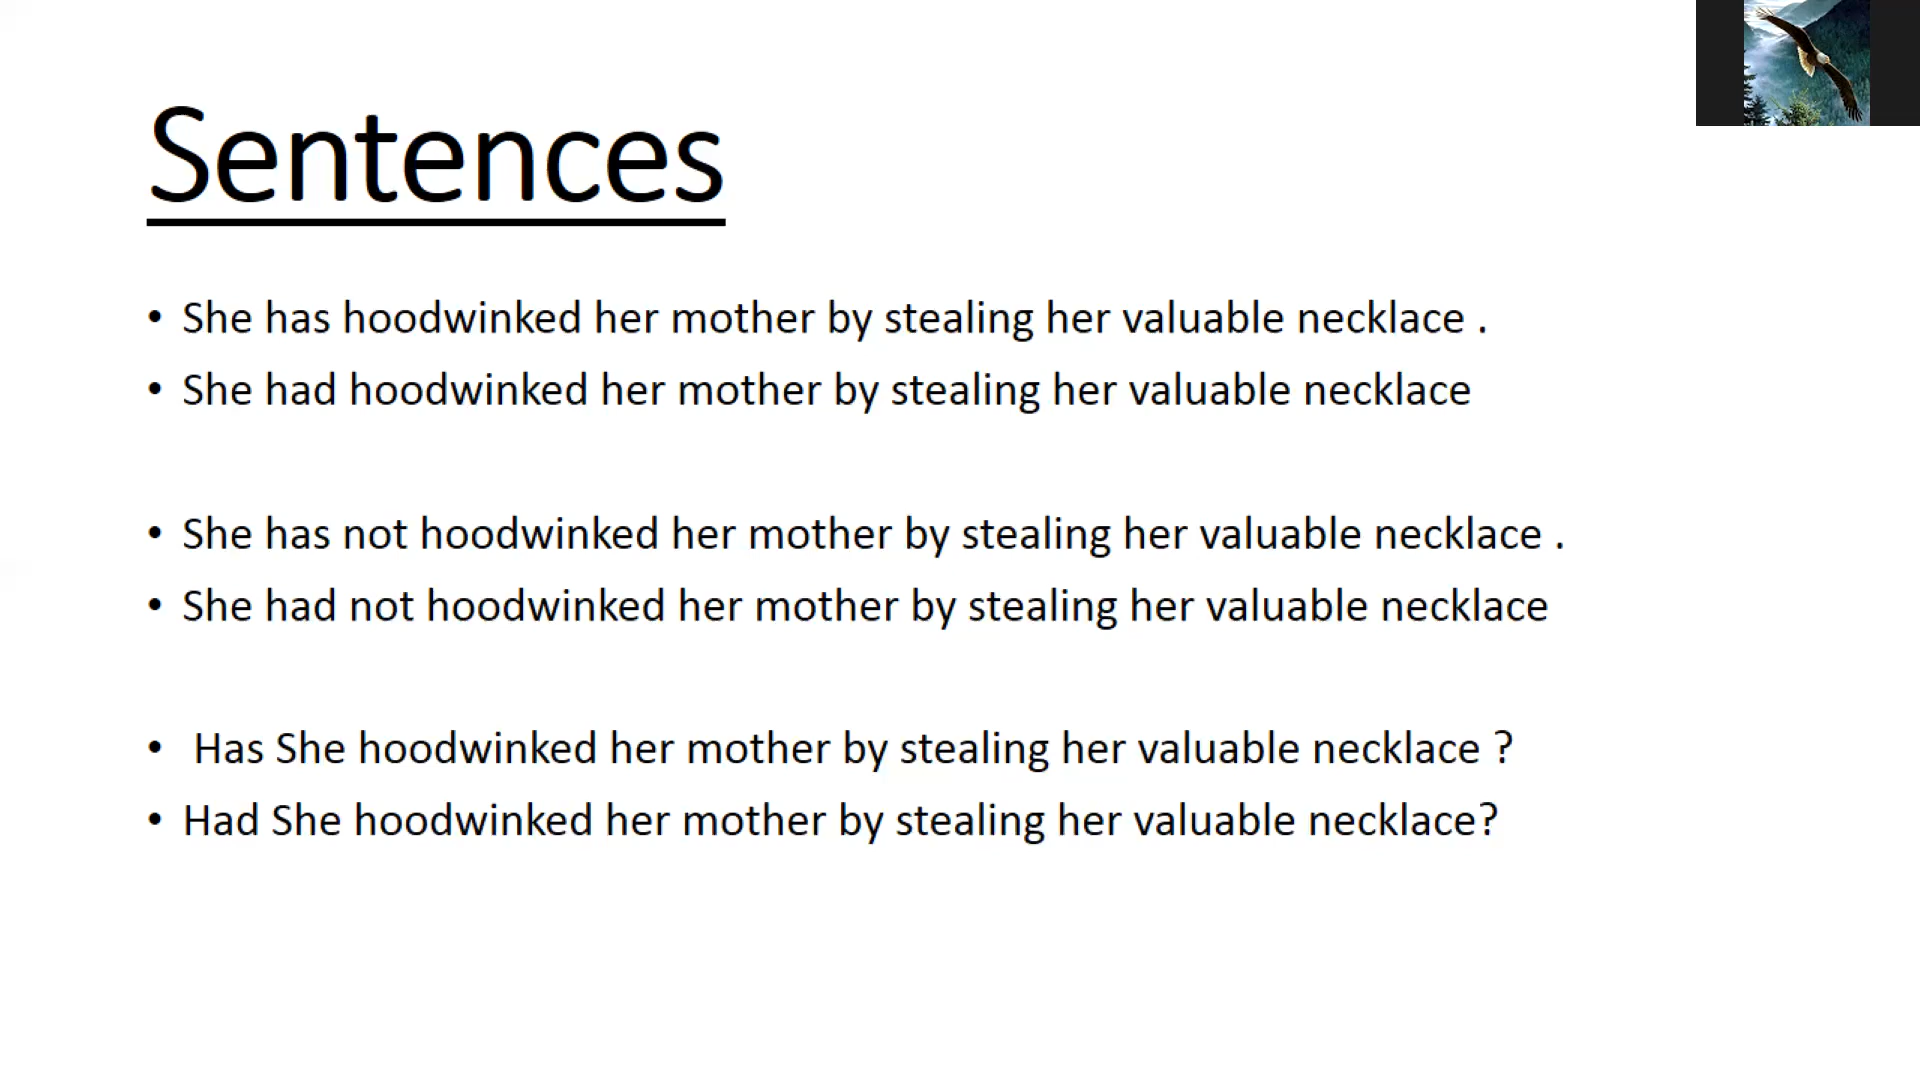 Sentences
• She has hoodwinked her mother by stealing her valuable necklace .
• She had hoodwinked her mother by stealing her valuable necklace
• She has not hoodwinked her mother by stealing her valuable necklace .
• She had not hoodwinked her mother by stealing her valuable necklace
• Has She hoodwinked her mother by stealing her valuable necklace ?
• Had She hoodwinked her mother by stealing her valuable necklace?